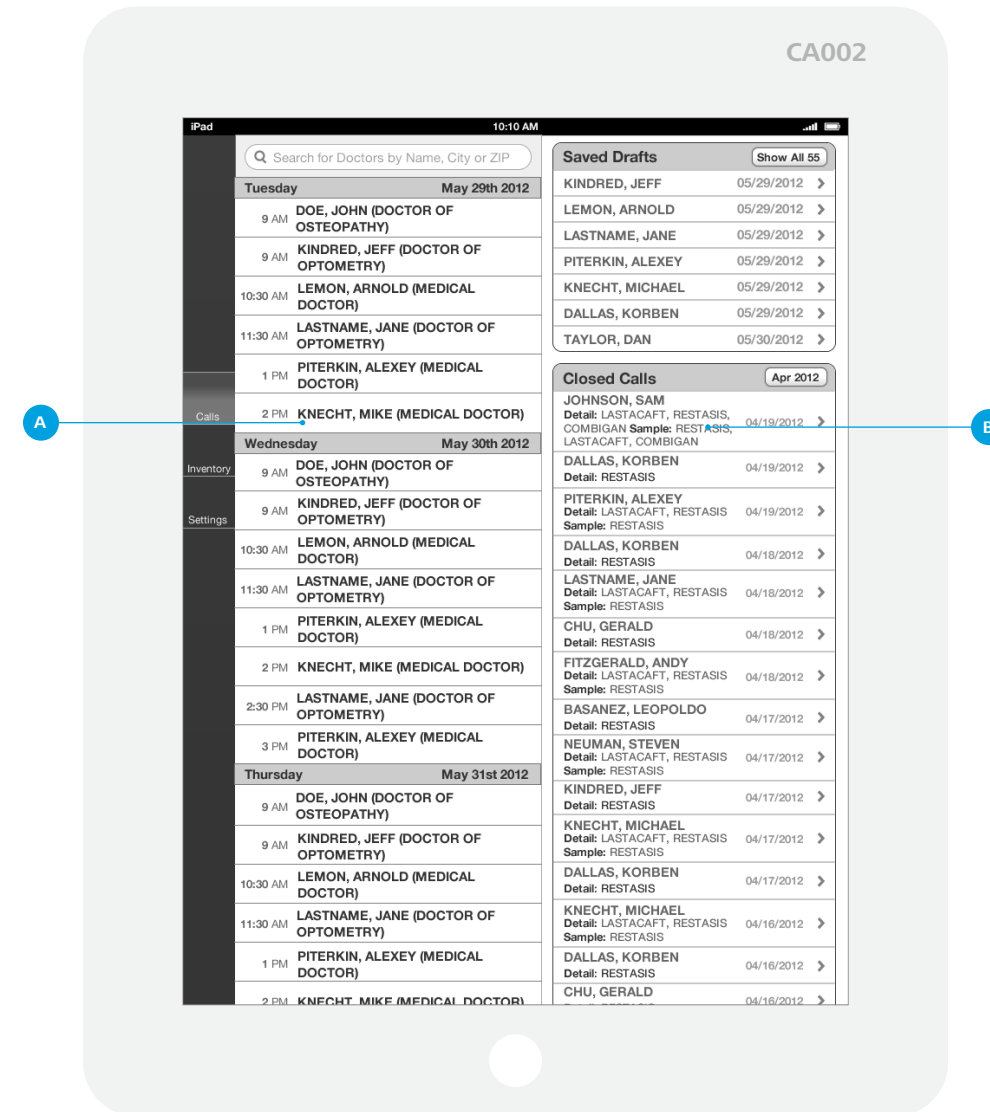 CA002
iPad 10:10 AM
Search for Doctors by Name, City or ZIP
Tuesday May 29th 2012
9 AM DOE, JOHN (DOCTOR OF
OSTEOPATHY)
9 AM KINDRED, JEFF (DOCTOR OF
OPTOMETRY)
10:30 AM LEMON, ARNOLD (MEDICAL
DOCTOR)
11:30 AM LASTNAME, JANE (DOCTOR OF
OPTOMETRY)
1 PM PITERKIN, ALEXEY (MEDICAL
DOCTOR)
2 PM KNECHT, MIKE (MEDICAL DOCTOR)
A
Calls
Inventory
Settings
Wednesday May 30th 2012
9 AM DOE, JOHN (DOCTOR OF
OSTEOPATHY)
9 AM KINDRED, JEFF (DOCTOR OF
OPTOMETRY)
10:30 AM LEMON, ARNOLD (MEDICAL
DOCTOR)
11:30 AM LASTNAME, JANE (DOCTOR OF
OPTOMETRY)
1 PM PITERKIN, ALEXEY (MEDICAL
DOCTOR)
2 PM KNECHT, MIKE (MEDICAL DOCTOR)
2:30 PM LASTNAME, JANE (DOCTOR OF
OPTOMETRY)
3 PM PITERKIN, ALEXEY (MEDICAL
DOCTOR)
Thursday May 31st 2012
9 AM DOE, JOHN (DOCTOR OF
OSTEOPATHY)
9 AM KINDRED, JEFF (DOCTOR OF
OPTOMETRY)
10:30 AM LEMON, ARNOLD (MEDICAL
DOCTOR)
11:30 AM LASTNAME, JANE (DOCTOR OF
OPTOMETRY)
1 PM PITERKIN, ALEXEY (MEDICAL
DOCTOR)
2 PM KNECHT, MIKE (MEDICAL DOCTOR)
Saved Drafts Show All 55
KINDRED, JEFF 05/29/2012
LEMON, ARNOLD 05/29/2012
LASTNAME, JANE 05/29/2012
PITERKIN, ALEXEY 05/29/2012
KNECHT, MICHAEL 05/29/2012
DALLAS, KORBEN 05/29/2012
TAYLOR, DAN 05/30/2012
Closed Calls Apr 2012
JOHNSON, SAM
Detail: LASTACAFT, RESTASIS,
COMBIGAN Sample: RESTASIS, 04/19/2012
LASTACAFT, COMBIGAN
B
DALLAS, KORBEN 04/19/2012
Detail: RESTASIS
PITERKIN, ALEXEY
Detail: LASTACAFT, RESTASIS 04/19/2012
Sample: RESTASIS
DALLAS, KORBEN 04/18/2012
Detail: RESTASIS
LASTNAME, JANE
Detail: LASTACAFT, RESTASIS 04/18/2012
Sample: RESTASIS
CHU, GERALD 04/18/2012
Detail: RESTASIS
FITZGERALD, ANDY
Detail: LASTACAFT, RESTASIS 04/18/2012
Sample: RESTASIS
BASANEZ, LEOPOLDO 04/17/2012
Detail: RESTASIS
NEUMAN, STEVEN
Detail: LASTACAFT, RESTASIS 04/17/2012
Sample: RESTASIS
KINDRED, JEFF 04/17/2012
Detail: RESTASIS
KNECHT, MICHAEL
Detail: LASTACAFT, RESTASIS 04/17/2012
Sample: RESTASIS
DALLAS, KORBEN 04/17/2012
Detail: RESTASIS
KNECHT, MICHAEL
Detail: LASTACAFT, RESTASIS 04/16/2012
Sample: RESTASIS
DALLAS, KORBEN 04/16/2012
Detail: RESTASIS
CHU, GERALD 04/16/2012